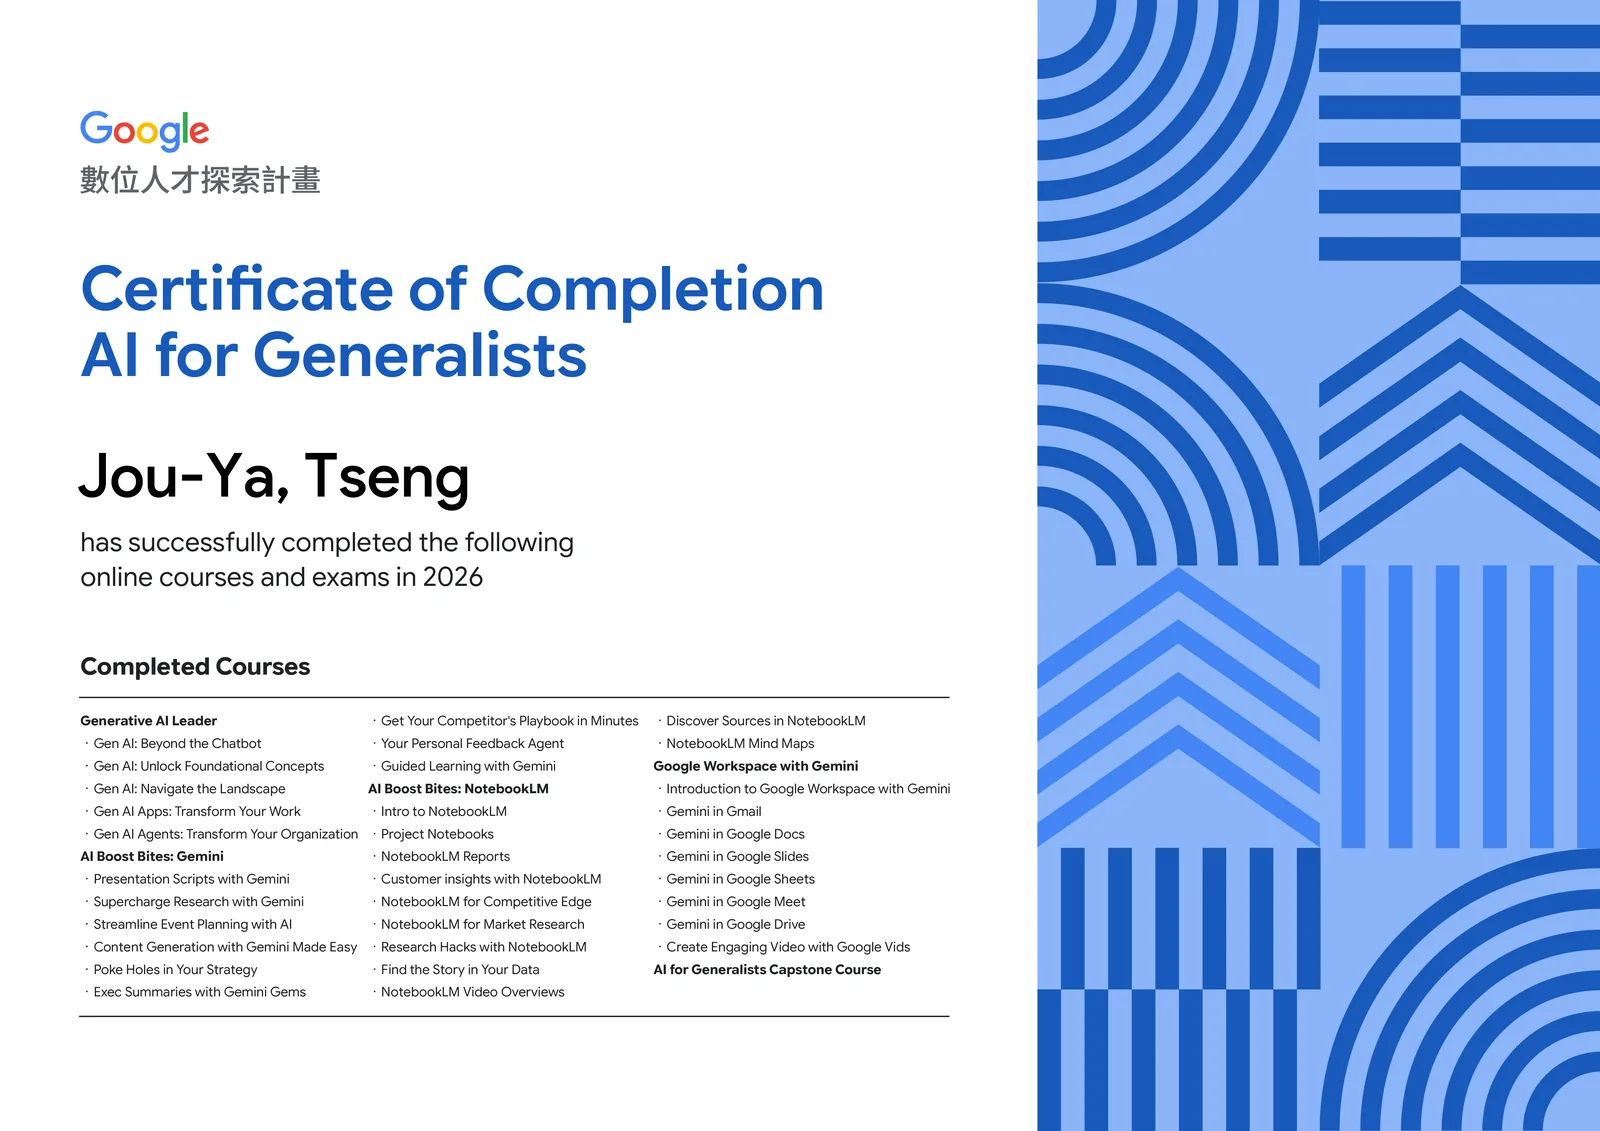 Google
數位人才探索計畫
Certificate of Completion
AI for Generalists
Jou-Ya, Tseng
has successfully completed the following
online courses and exams in 2026
Completed Courses
Generative AI Leader
· Gen AI: Beyond the Chatbot
· Gen AI: Unlock Foundational Concepts
· Gen AI: Navigate the Landscape
· Gen AI Apps: Transform Your Work
· Gen AI Agents: Transform Your Organization
AI Boost Bites: Gemini
· Presentation Scripts with Gemini
· Supercharge Research with Gemini
· Streamline Event Planning with AI
· Content Generation with Gemini Made Easy
· Poke Holes in Your Strategy
· Exec Summaries with Gemini Gems
· Get Your Competitor's Playbook in Minutes
· Your Personal Feedback Agent
· Guided Learning with Gemini
AI Boost Bites: NotebookLM
· Intro to NotebookLM
· Project Notebooks
· NotebookLM Reports
· Customer insights with NotebookLM
· NotebookLM for Competitive Edge
· NotebookLM for Market Research
· Research Hacks with NotebookLM
· Find the Story in Your Data
· NotebookLM Video Overviews
· Discover Sources in NotebookLM
· NotebookLM Mind Maps
Google Workspace with Gemini
· Introduction to Google Workspace with Gemini
· Gemini in Gmail
· Gemini in Google Docs
· Gemini in Google Slides
· Gemini in Google Sheets
· Gemini in Google Meet
· Gemini in Google Drive
· Create Engaging Video with Google Vids
AI for Generalists Capstone Course